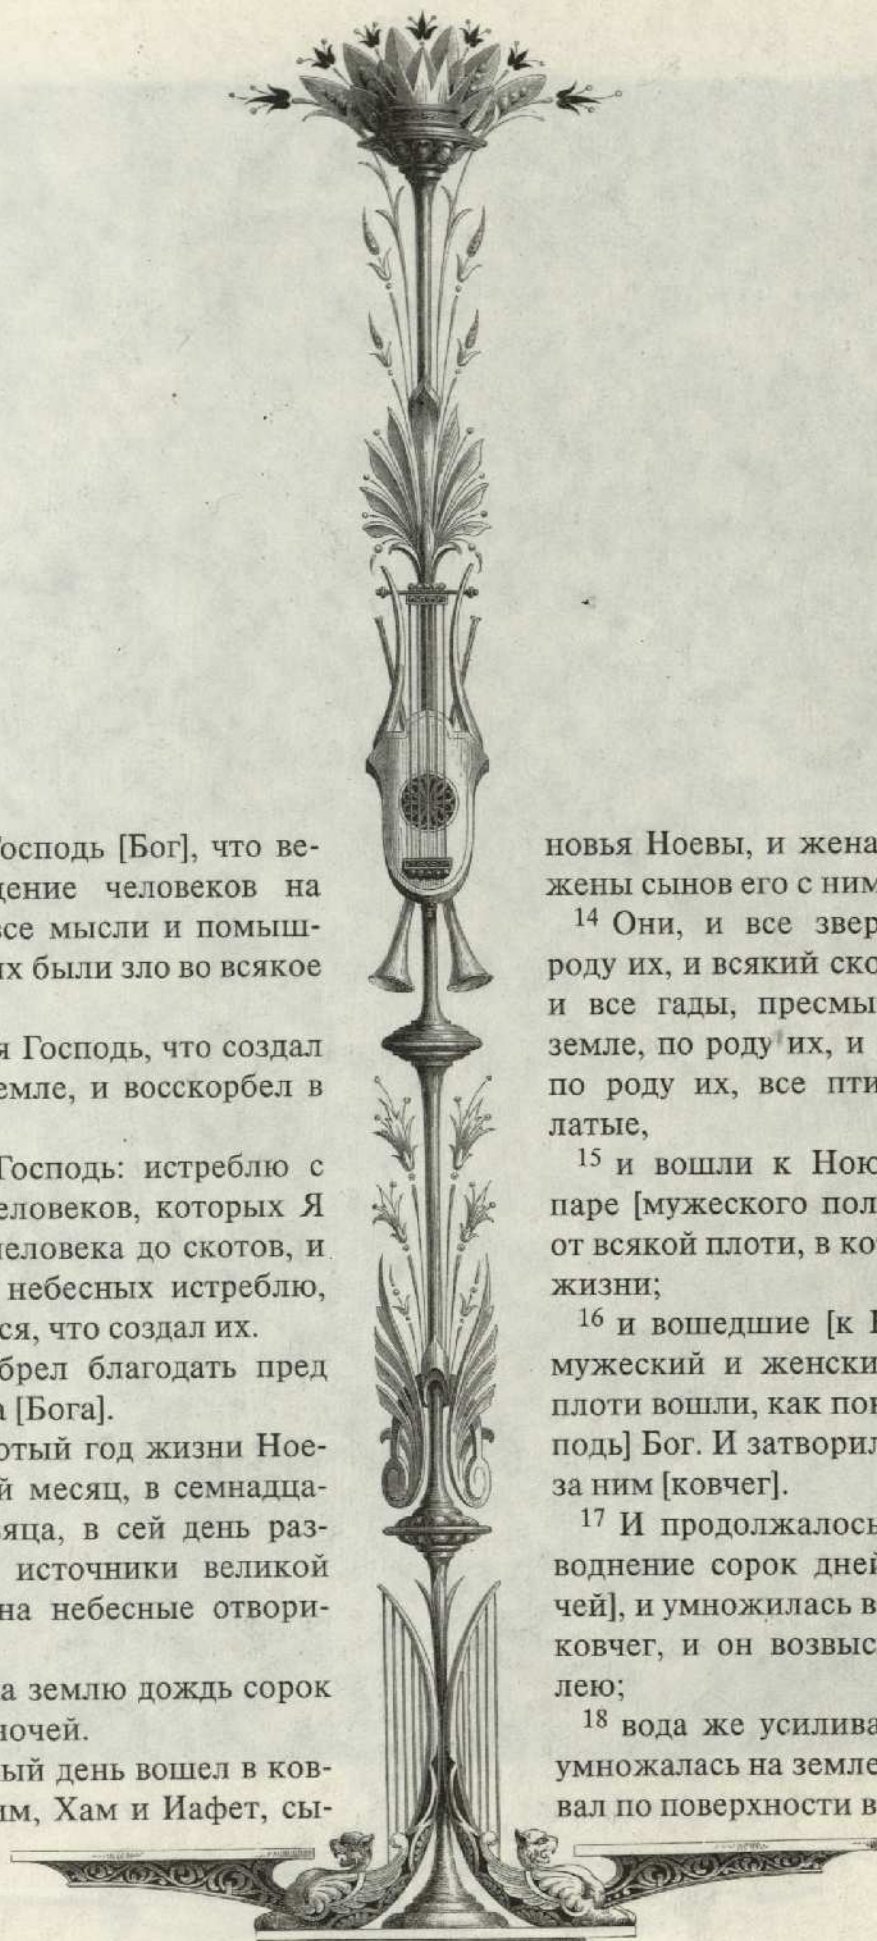 осподь [Бог], что ве-
ение человеков на
все мысли и помыш-
их были зло во всякое
я Господь, что создал
емле, и восскорбел в
Господь: истреблю с
еловеков, которых Я
человека до скотов, и
небесных истреблю,
ся, что создал их.
брел благодать пред
а [Бога].
отый год жизни Ное-
й месяц, в семнадца-
яца, в сей день раз-
источники великой
на небесные отвори-
а землю дождь сорок
ночей.
ый день вошел в ков-
им, Хам и Иафет, сы-
новья Ноевы, и жена
жены сынов его с ним
14 Они, и все звер
роду их, и всякий ско
и все гады, пресмы
земле, по роду их, и
по роду их, все пти
латые,
15 и вошли к Ною
паре [мужеского пол
от всякой плоти, в ко
жизни;
16 и вошедшие [к
мужеский и женски
плоти вошли, как пов
подь] Бог. И затворил
за ним [ковчег].
17 И продолжалось
воднение сорок дней
чей], и умножилась в
ковчег, и он возвыс
лею;
18 вода же усилива
умножалась на земле
вал по поверхности в